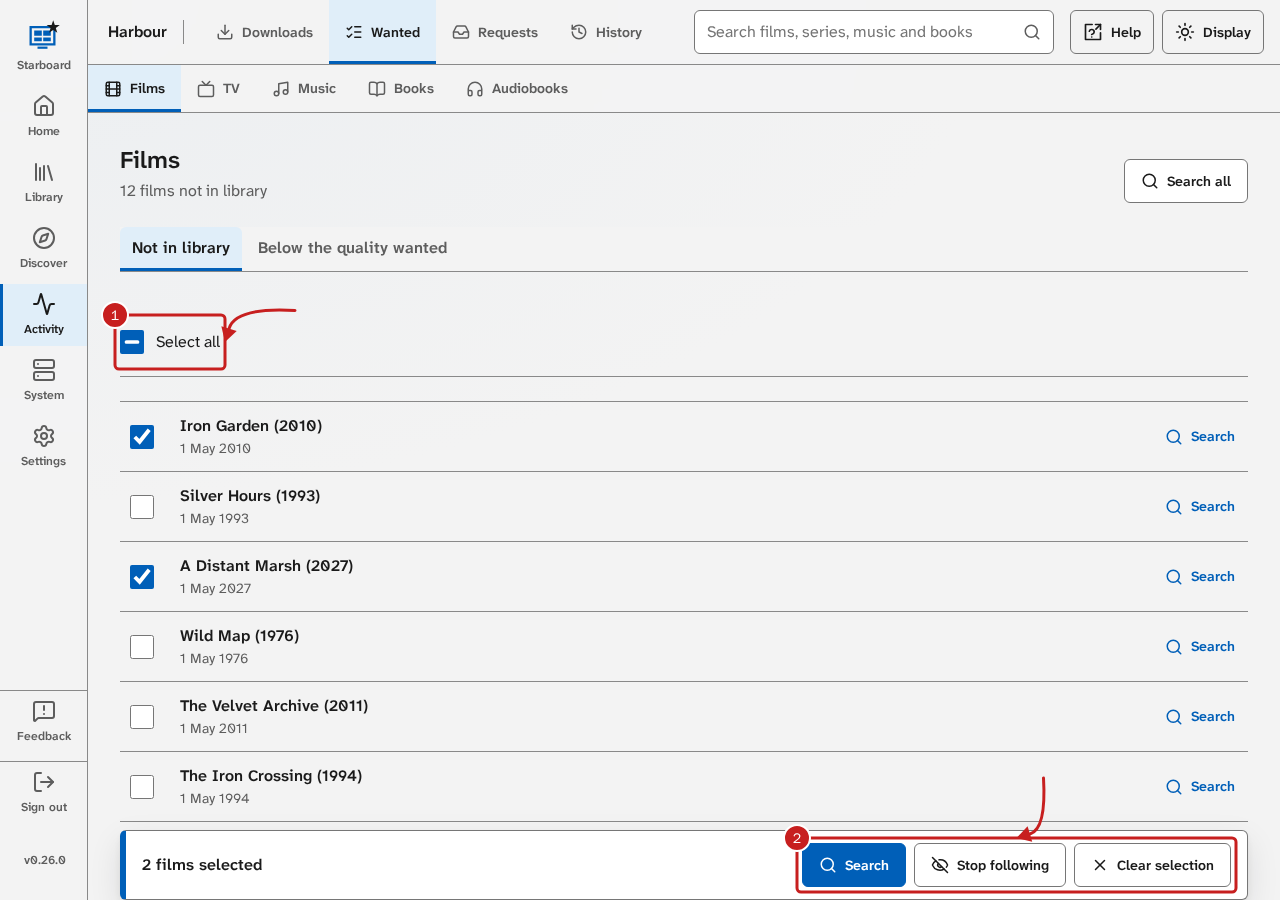 Starboard
Home
Library
Discover
Activity
System
Settings
Feedback
Sign out
v0.26.0
Harbour
Downloads
Wanted
Requests
History
Search films, series, music and books
Help
Display
Films
TV
Music
Books
Audiobooks
Films
12 films not in library
Search all
Not in library
Below the quality wanted
1
Select all
Iron Garden (2010)
1 May 2010
Search
Silver Hours (1993)
1 May 1993
Search
A Distant Marsh (2027)
1 May 2027
Search
Wild Map (1976)
1 May 1976
Search
The Velvet Archive (2011)
1 May 2011
Search
The Iron Crossing (1994)
1 May 1994
Search
2 films selected
2
Search
Stop following
Clear selection